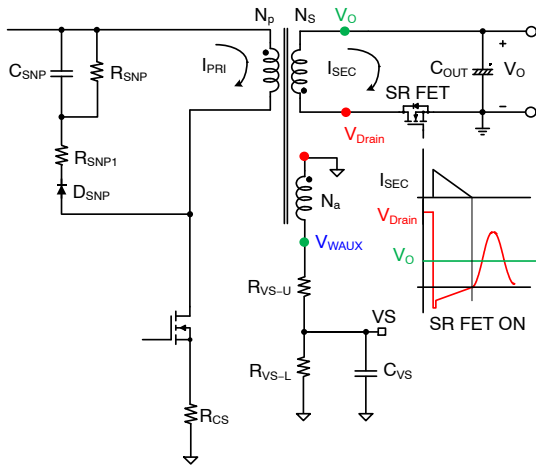 Np NS VO
CSNP RSNP IPRI ISEC COUT + VO −
SR FET
VDrain
RSNP1
DSNP
Na
VWAUX
RVS-U
VS
RVS-L CVS
RCS
ISEC
VDrain
VO
SR FET ON